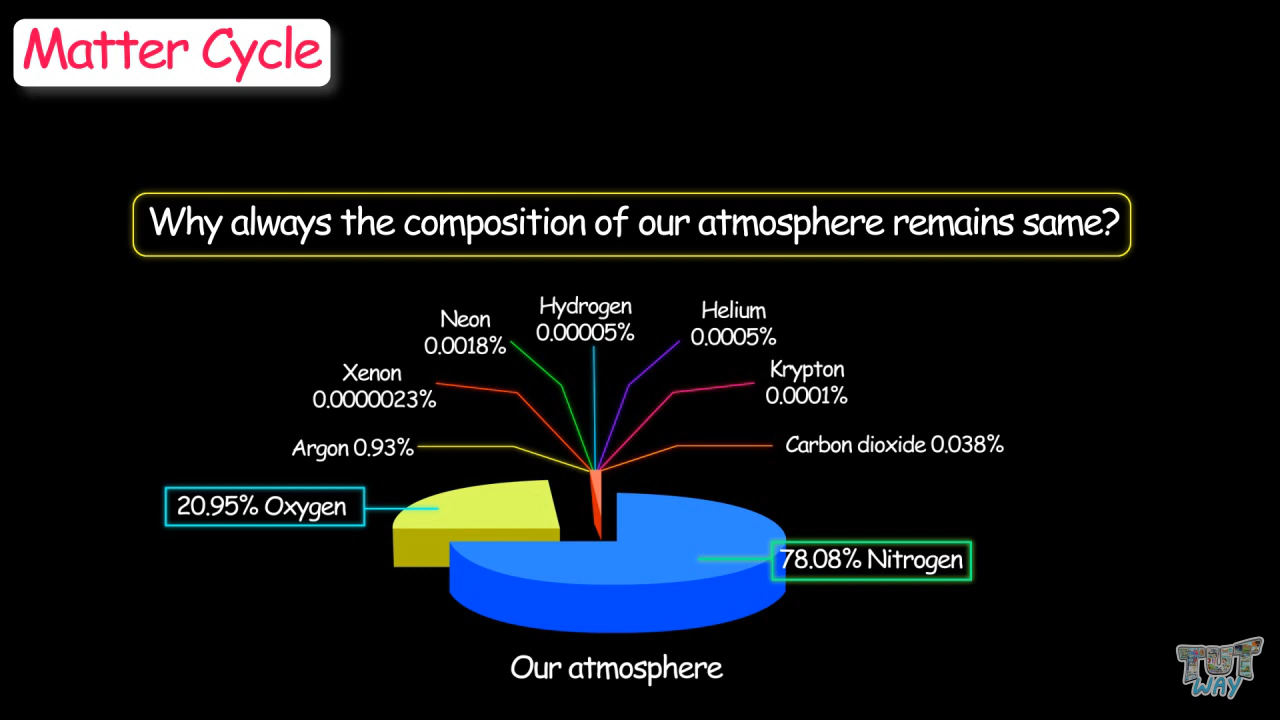 Matter Cycle
Why always the composition of our atmosphere remains same?
Hydrogen
0.00005%
Helium
0.0005%
Neon
0.0018%
Xenon
0.0000023%
Krypton
0.0001%
Argon 0.93%
Carbon dioxide 0.038%
20.95% Oxygen
78.08% Nitrogen
Our atmosphere
TUT
WAY